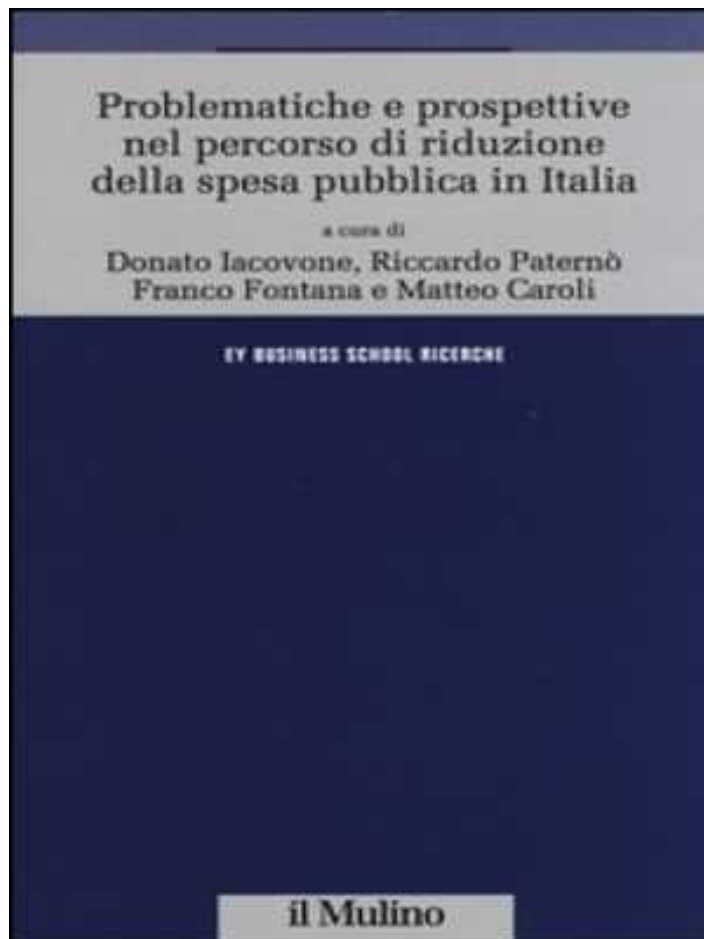 Problematiche e prospettive
nel percorso di riduzione
della spesa pubblica in Italia
a cura di
Donato Iacovone, Riccardo Paternò
Franco Fontana e Matteo Caroli
EY BUSINESS SCHOOL RICERCHE
il Mulino